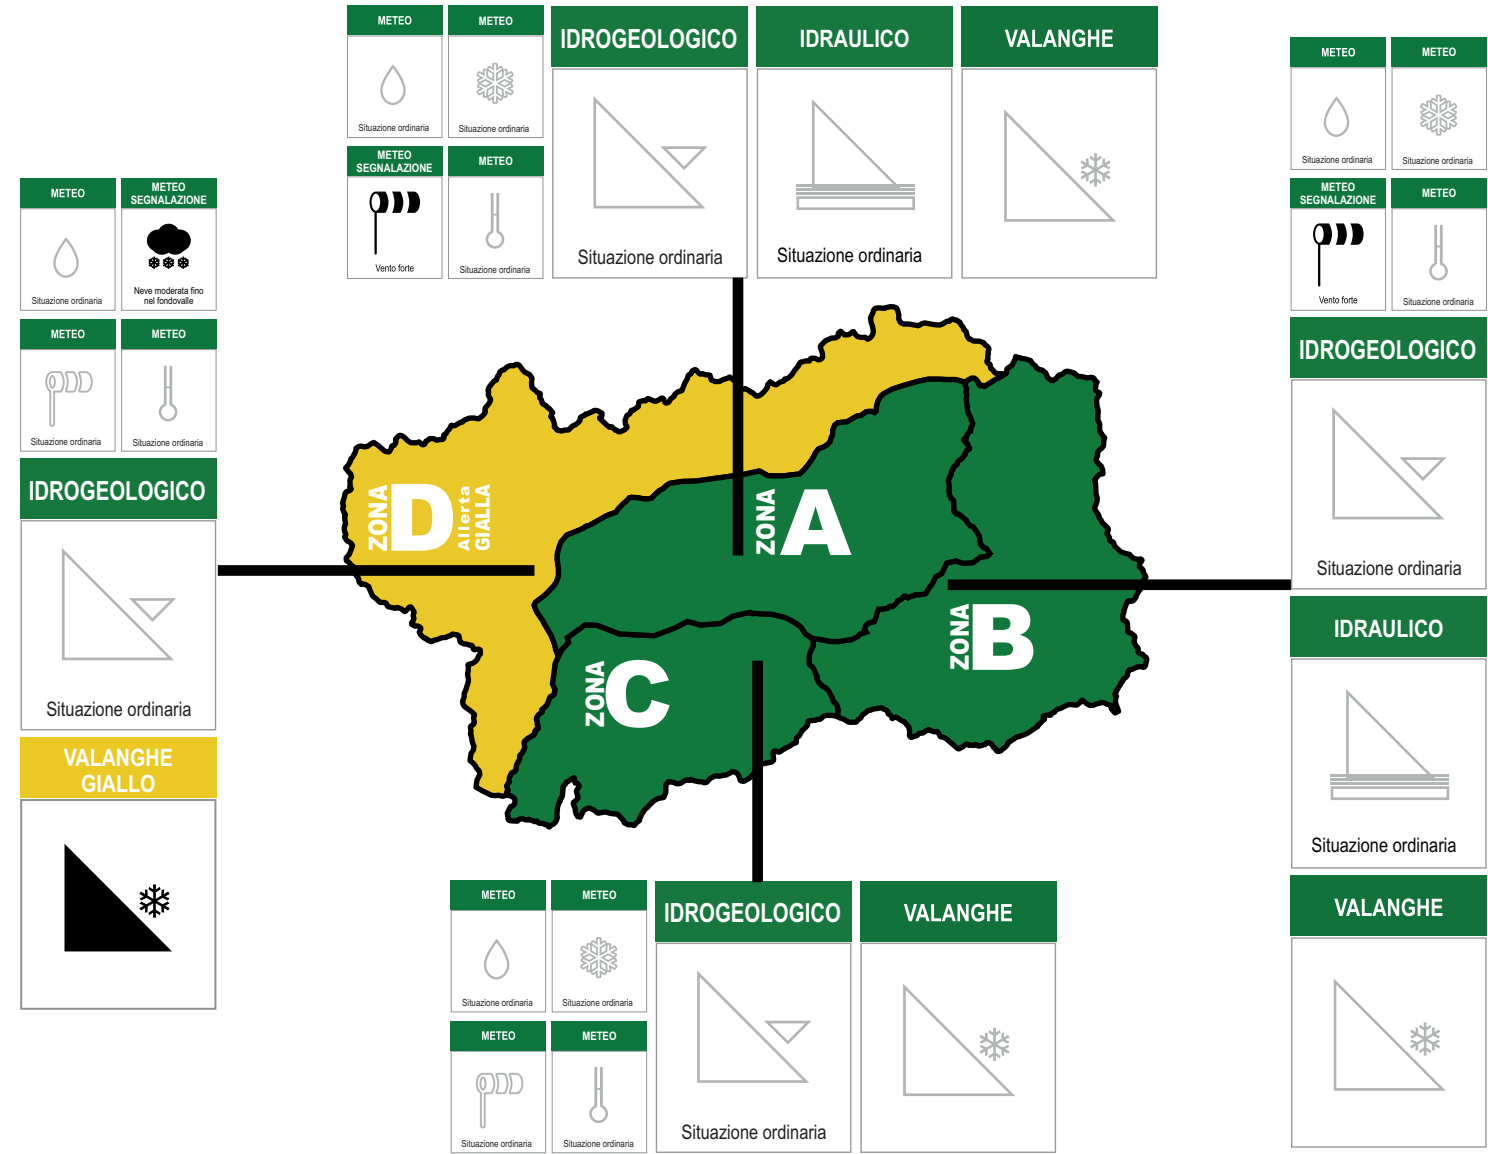 METEO
Situazione ordinaria
METEO
Situazione ordinaria
METEO
SEGNALAZIONE
Vento forte
METEO
Situazione ordinaria
IDROGEOLOGICO
Situazione ordinaria
IDRAULICO
Situazione ordinaria
VALANGHE
METEO
Situazione ordinaria
METEO
Situazione ordinaria
METEO
SEGNALAZIONE
Vento forte
METEO
Situazione ordinaria
IDROGEOLOGICO
Situazione ordinaria
IDRAULICO
Situazione ordinaria
VALANGHE
METEO
Situazione ordinaria
METEO
SEGNALAZIONE
Neve moderata fino
nel fondovalle
METEO
Situazione ordinaria
METEO
Situazione ordinaria
IDROGEOLOGICO
Situazione ordinaria
VALANGHE
GIALLO
ZONA D
Allerta
GIALLA
ZONA A
ZONA B
ZONA C
METEO
Situazione ordinaria
METEO
Situazione ordinaria
METEO
Situazione ordinaria
METEO
Situazione ordinaria
IDROGEOLOGICO
Situazione ordinaria
VALANGHE